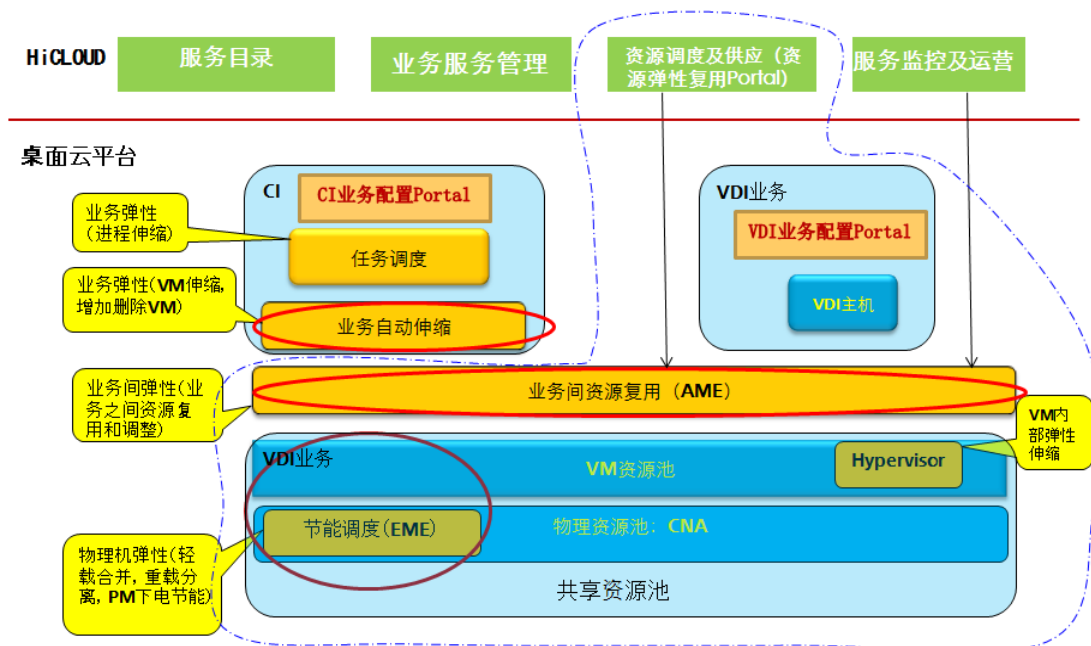 HiCLOUD
服务目录
业务服务管理
资源调度及供应（资
源弹性复用Portal）
服务监控及运营
桌面云平台
CI
CI业务配置Portal
任务调度
业务自动伸缩
VDI业务
VDI业务配置Portal
VDI主机
业务弹性
（进程伸缩）
业务弹性(VM伸缩,
增加删除VM)
业务间弹性(业
务之间资源复
用和调整)
业务间资源复用（AME）
VM内
部弹性
伸缩
VDI业务
VM资源池
Hypervisor
节能调度(EME)
物理资源池：CNA
物理机弹性(轻
载合并,重载分
离,PM下电节能)
共享资源池